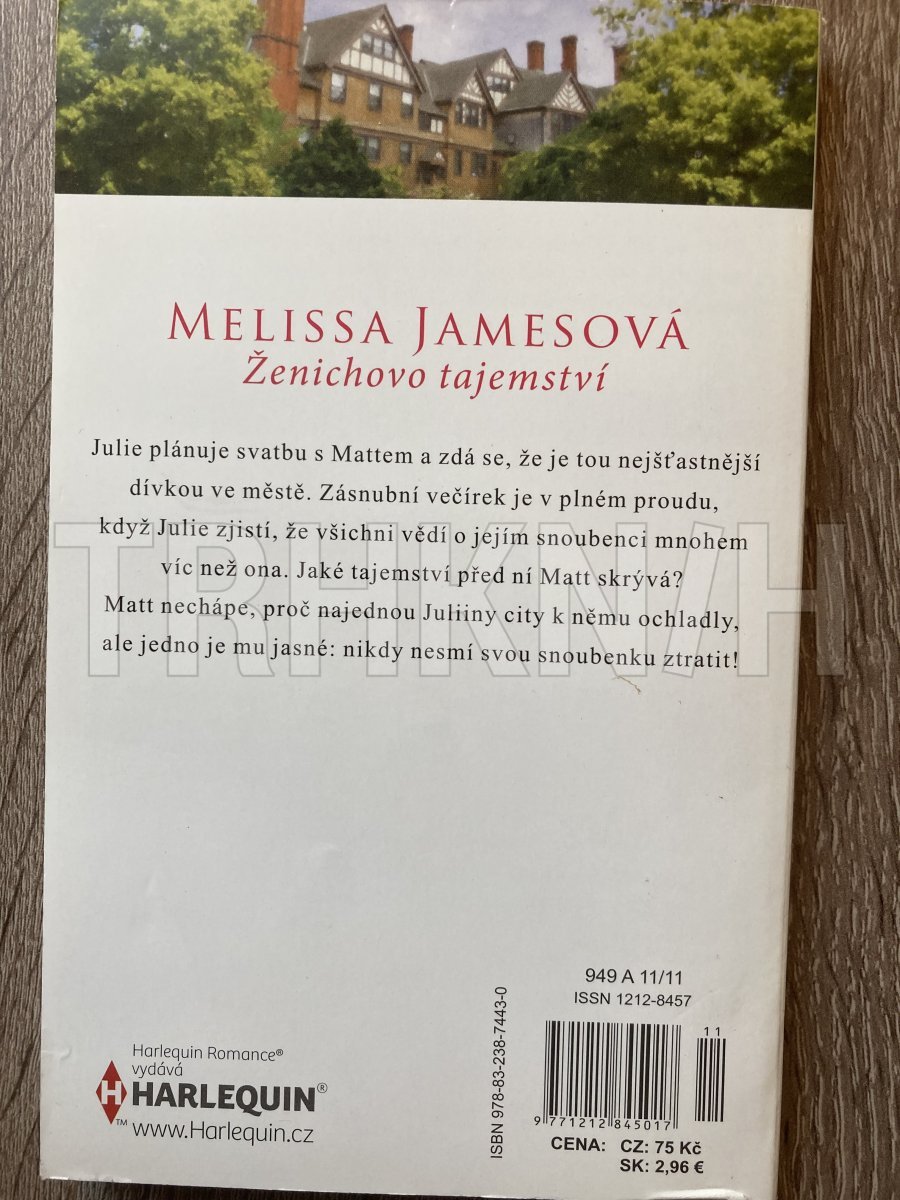 MELISSA JAMESOVÁ
Ženichovo tajemství
Julie plánuje svatbu s Mattem a zdá se, že je tou nejšťastnější
dívkou ve městě. Zásnubní večírek je v plném proudu,
když Julie zjistí, že všichni vědí o jejím snoubenci mnohem
víc než ona. Jaké tajemství před ní Matt skrývá?
Matt nechápe, proč najednou Juliiny city k němu ochladly,
ale jedno je mu jasné: nikdy nesmí svou snoubenku ztratit!
TRHKNIH
949 A 11/11
ISSN 1212-8457
11
9 771212 845017
ISBN 978-83-238-7443-0
CENA: CZ: 75 Kč
SK: 2,96 €
Harlequin Romance®
vydává
H HARLEQUIN®
™ www.Harlequin.cz